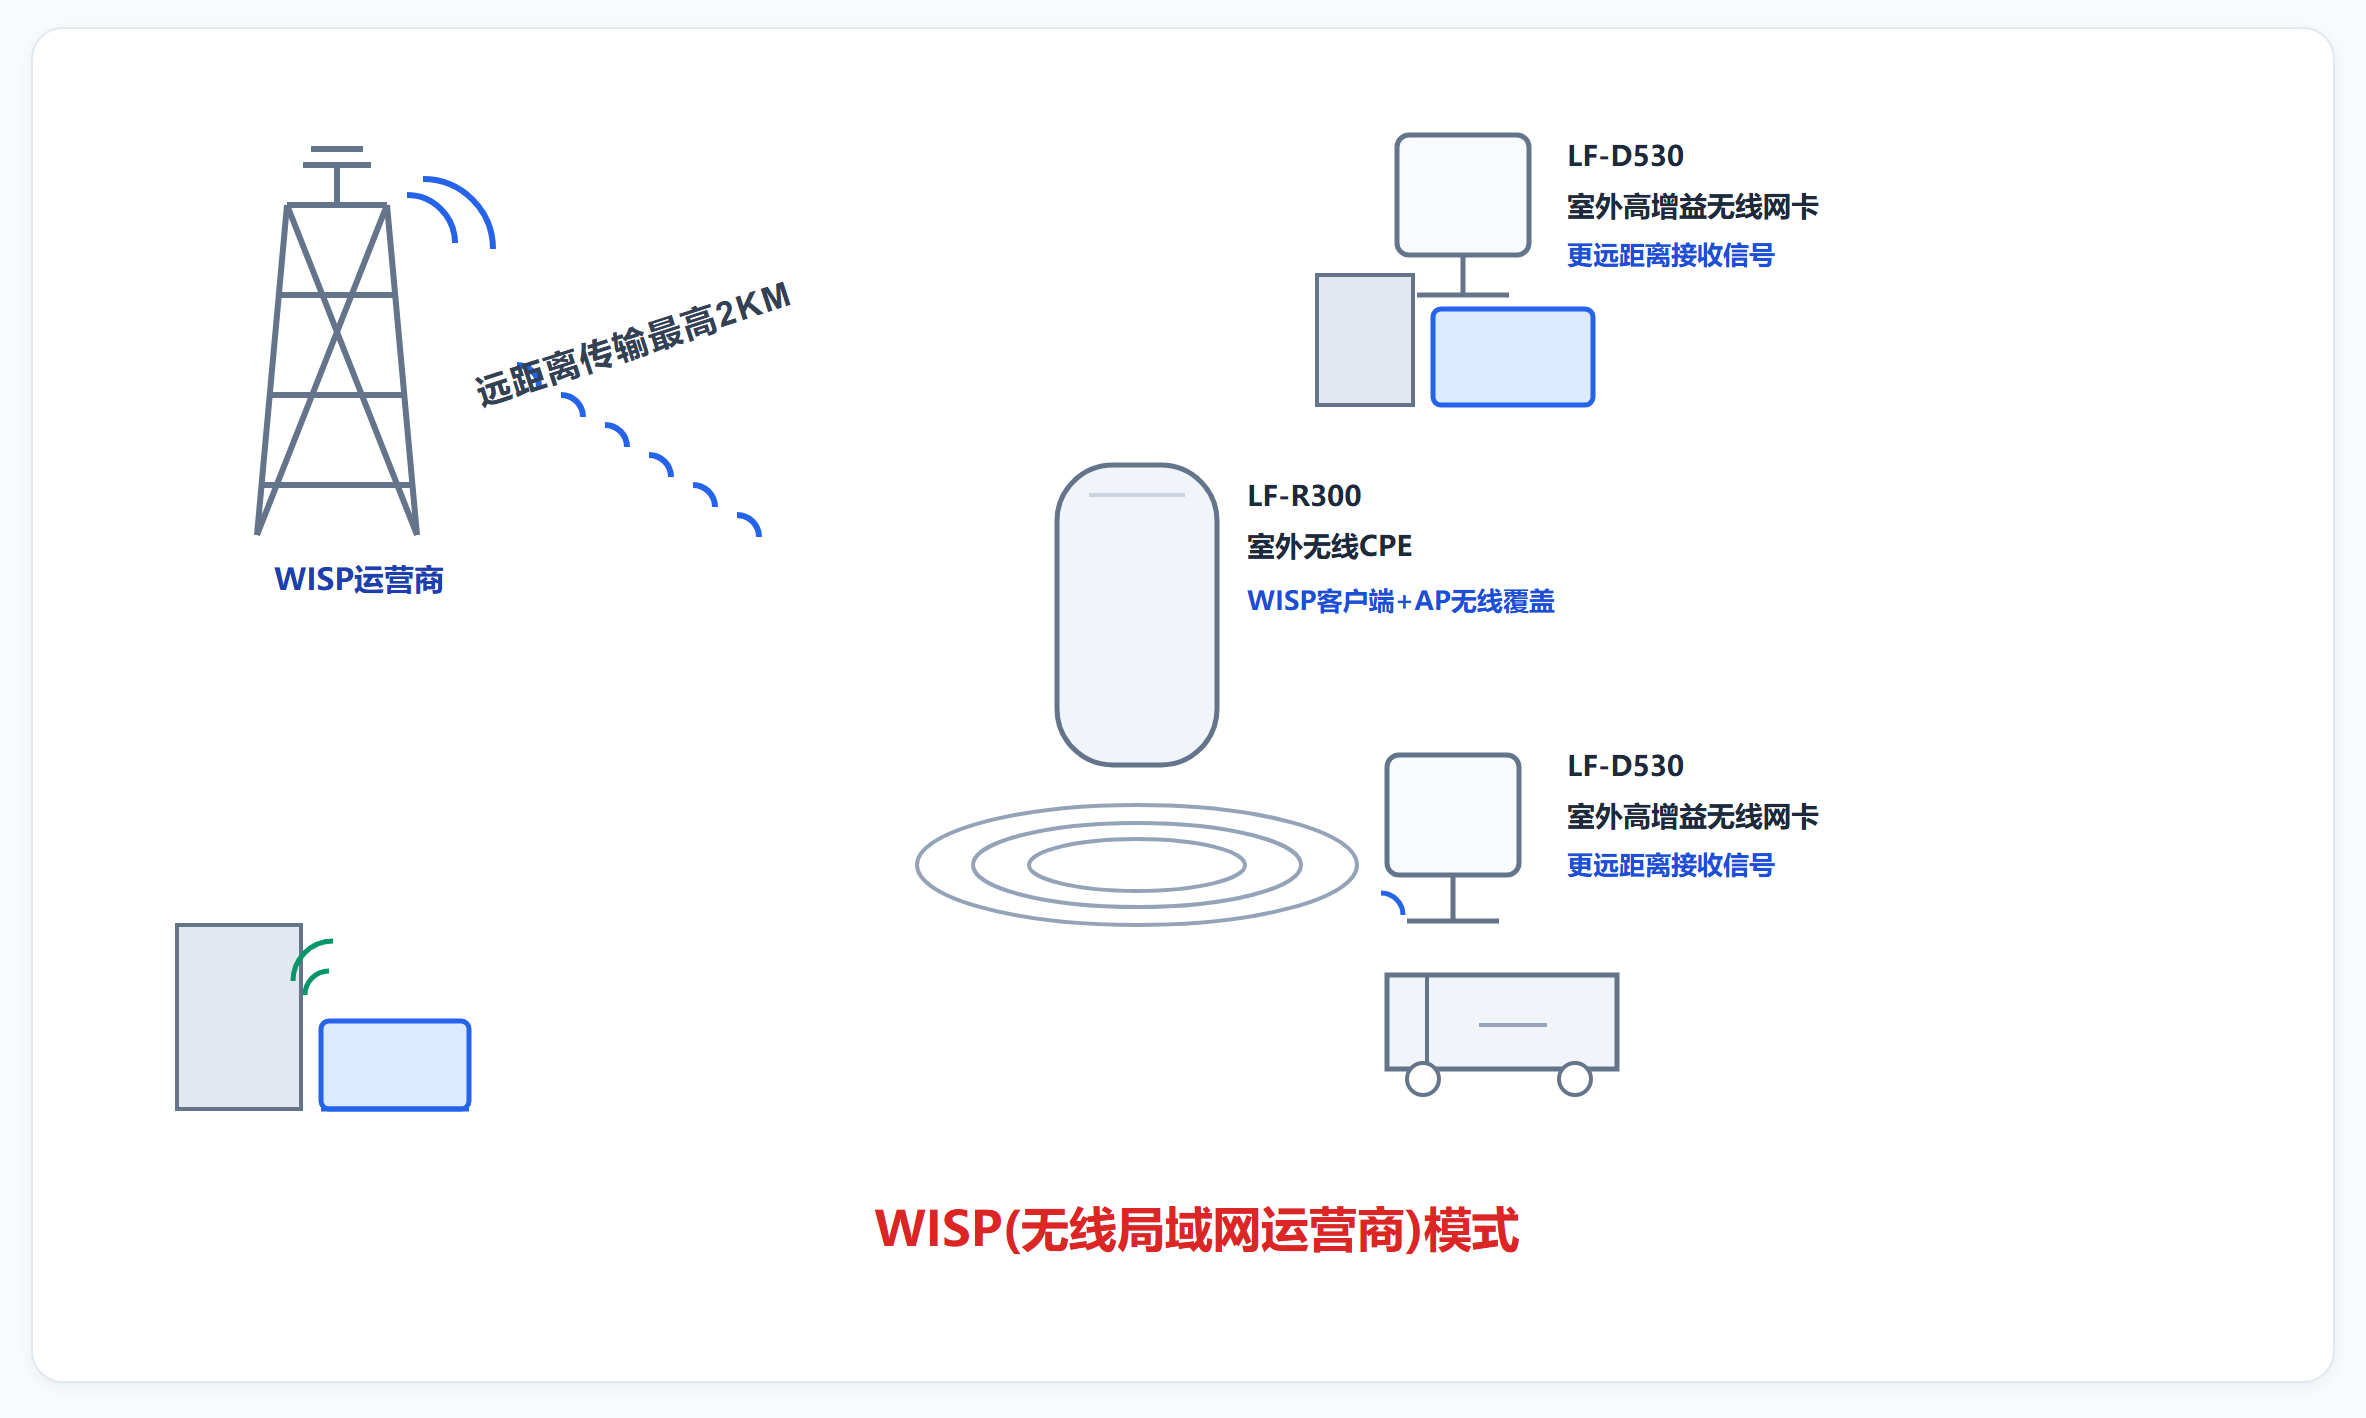 LF-D530
室外高增益无线网卡
更远距离接收信号
远距离传输最高2KM
WISP运营商
LF-R300
室外无线CPE
WISP客户端+AP无线覆盖
LF-D530
室外高增益无线网卡
更远距离接收信号
WISP(无线局域网运营商)模式